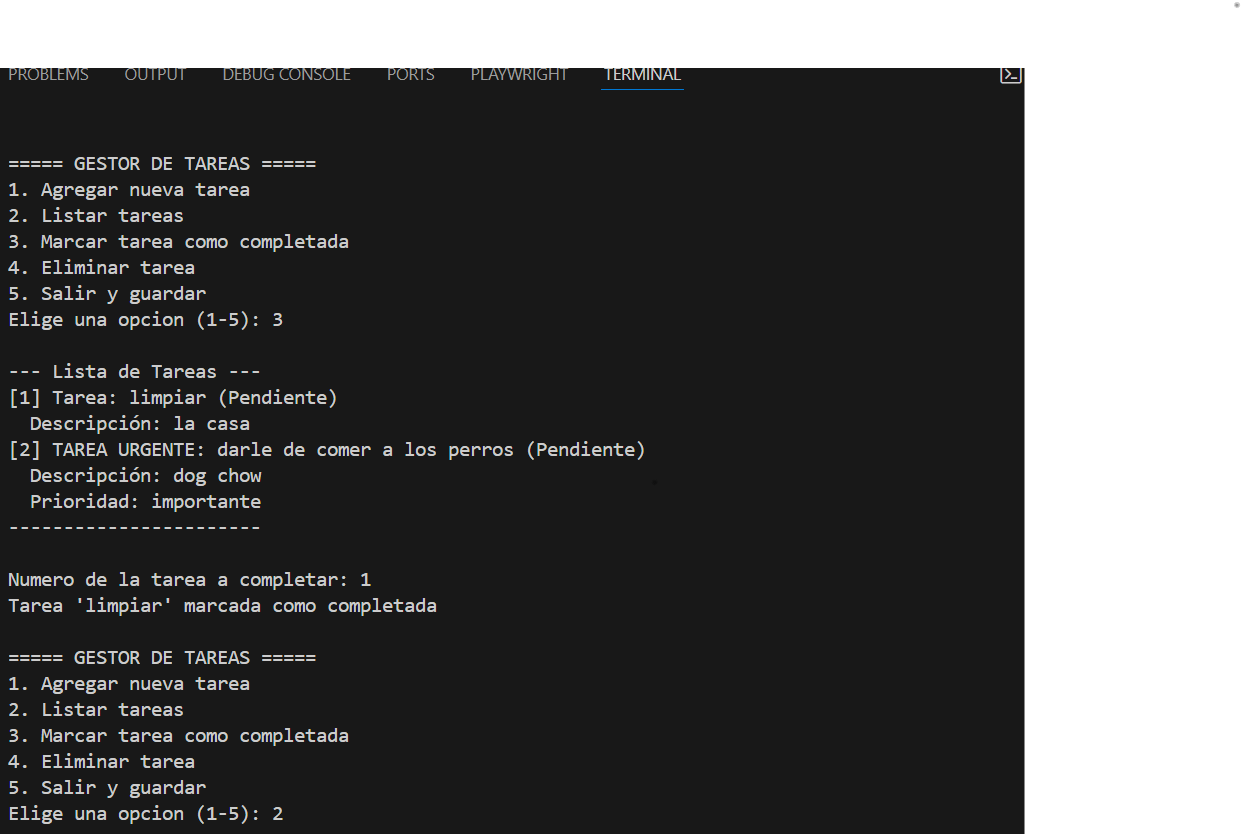 PROBLEMS OUTPUT DEBUG CONSOLE PORTS PLAYWRIGHT TERMINAL
===== GESTOR DE TAREAS =====
1. Agregar nueva tarea
2. Listar tareas
3. Marcar tarea como completada
4. Eliminar tarea
5. Salir y guardar
Elige una opcion (1-5): 3
--- Lista de Tareas ---
[1] Tarea: limpiar (Pendiente)
Descripción: la casa
[2] TAREA URGENTE: darle de comer a los perros (Pendiente)
Descripción: dog chow
Prioridad: importante
-----------------------
Numero de la tarea a completar: 1
Tarea 'limpiar' marcada como completada
===== GESTOR DE TAREAS =====
1. Agregar nueva tarea
2. Listar tareas
3. Marcar tarea como completada
4. Eliminar tarea
5. Salir y guardar
Elige una opcion (1-5): 2